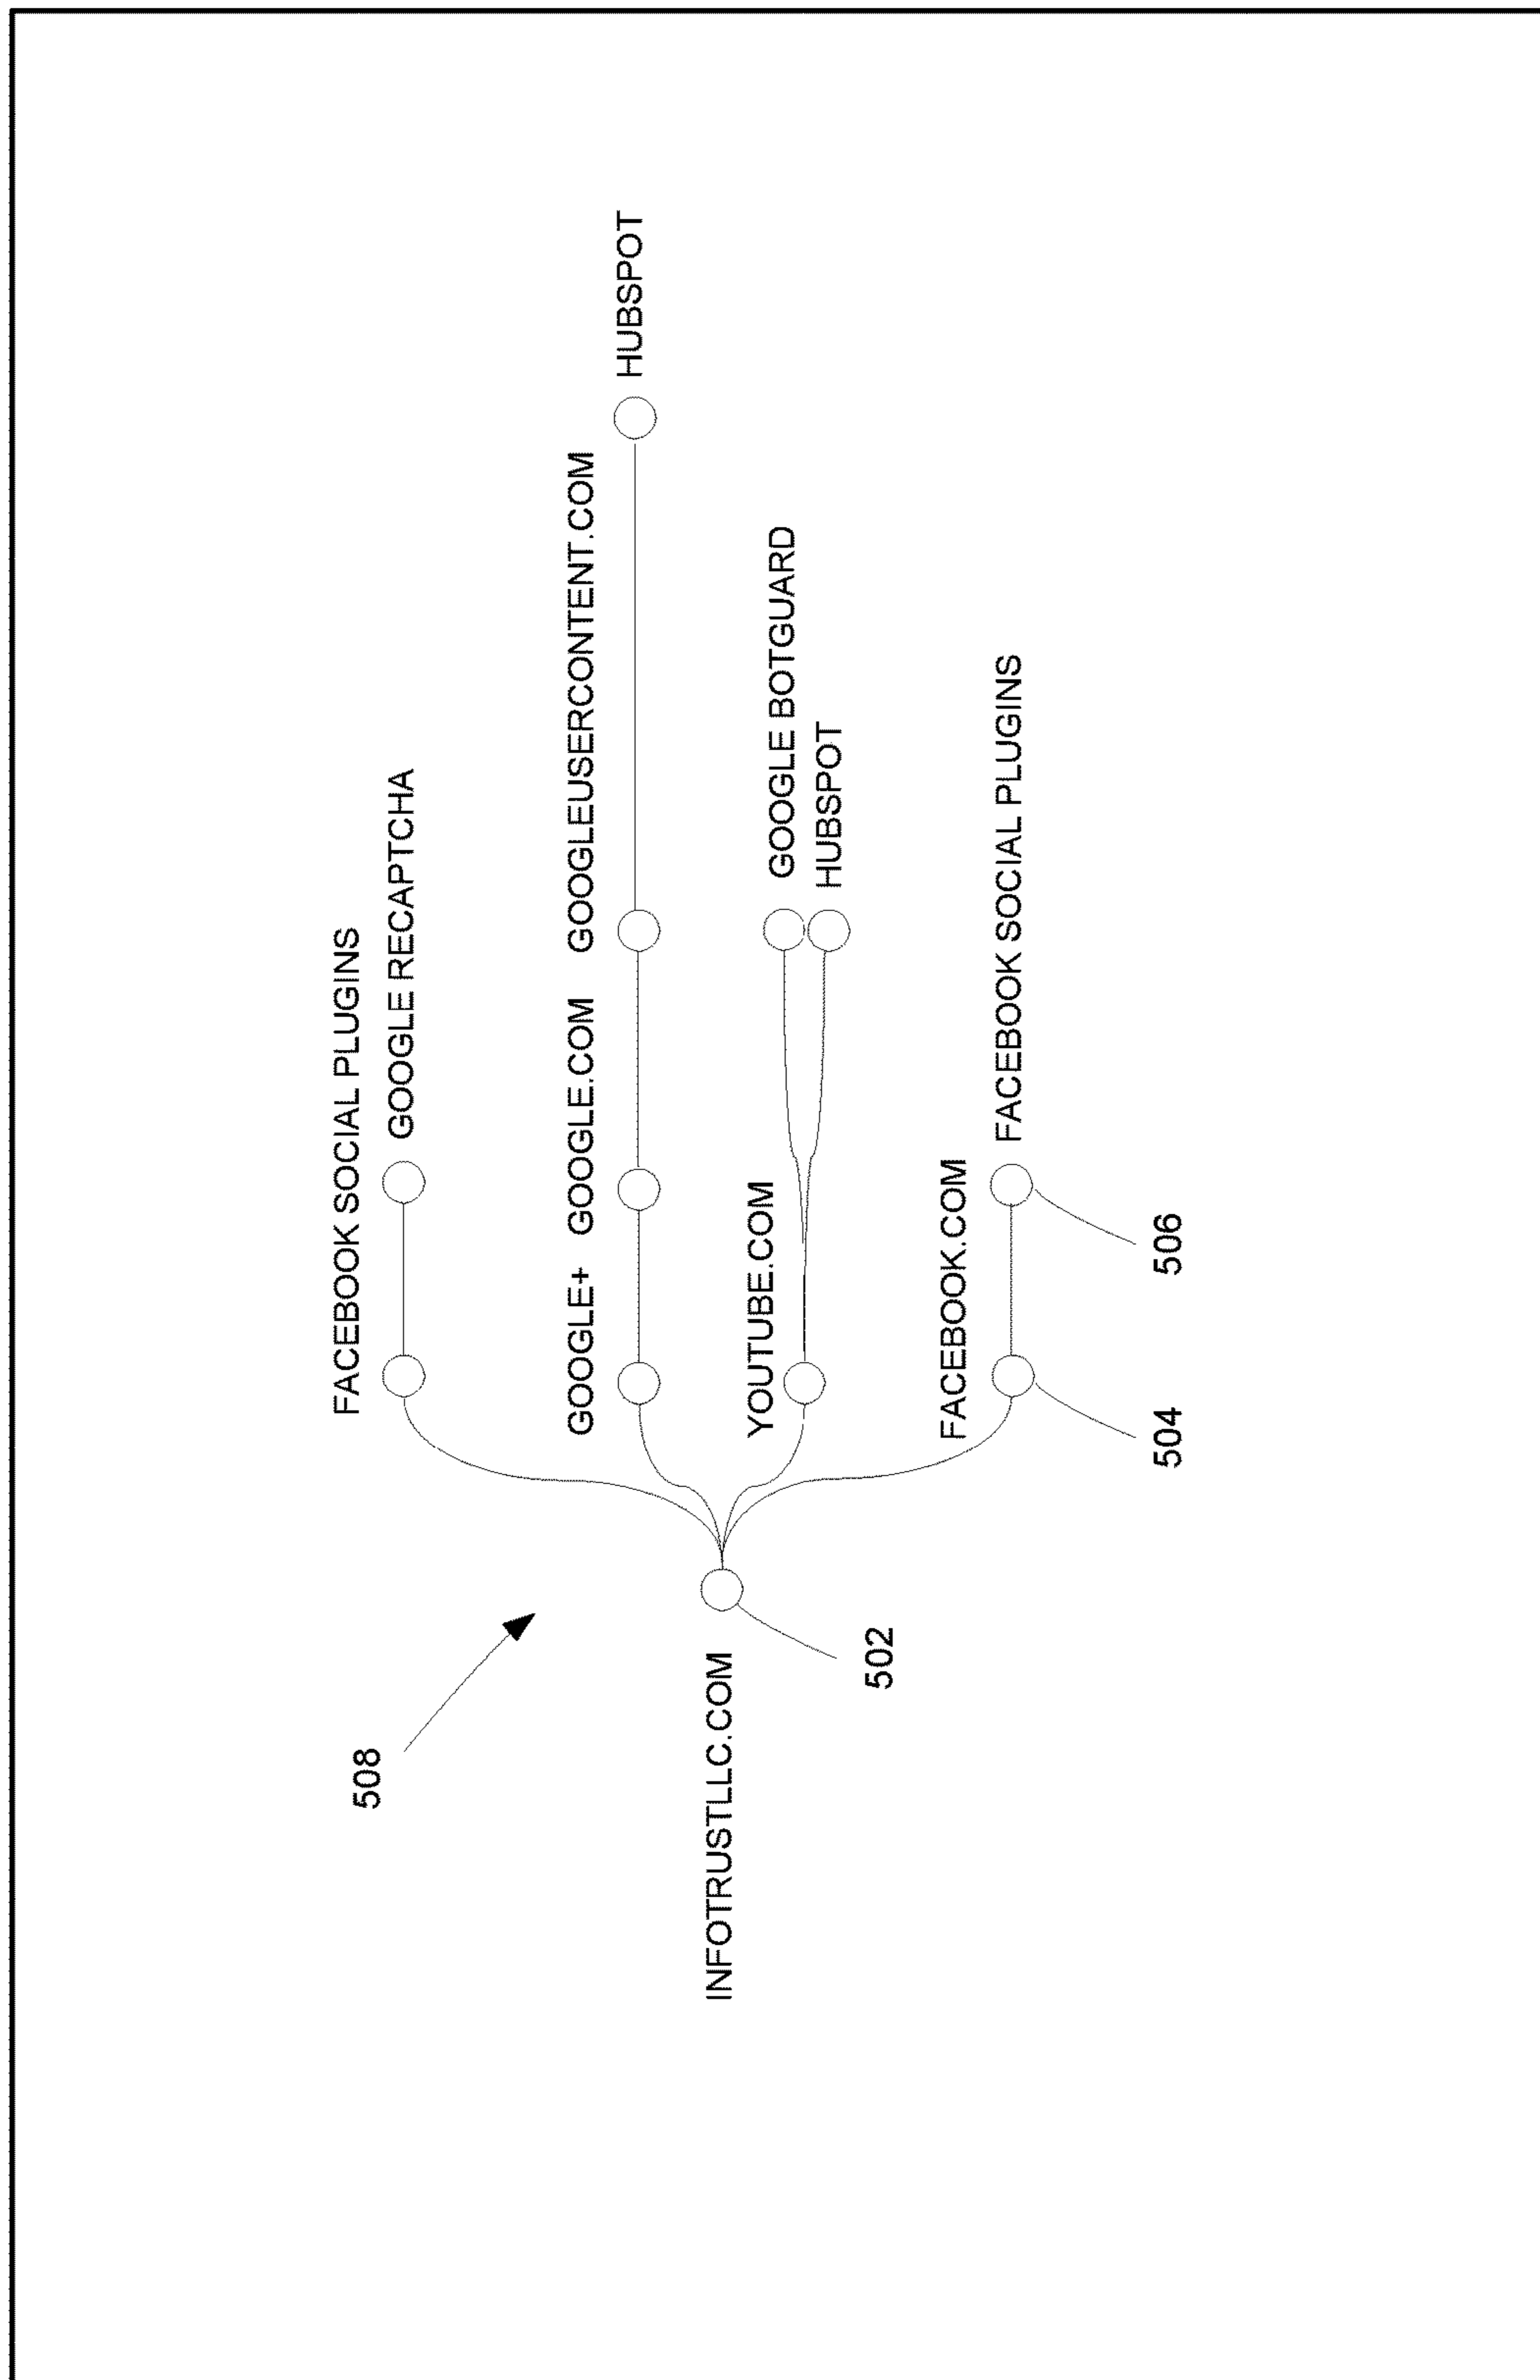 508
INFOTRUSTLLC.COM
502
FACEBOOK SOCIAL PLUGINS
GOOGLE RECAPTCHA
GOOGLE+
GOOGLE.COM
GOOGLEUSERCONTENT.COM
HUBSPOT
YOUTUBE.COM
GOOGLE BOTGUARD
HUBSPOT
FACEBOOK.COM
FACEBOOK SOCIAL PLUGINS
504
506